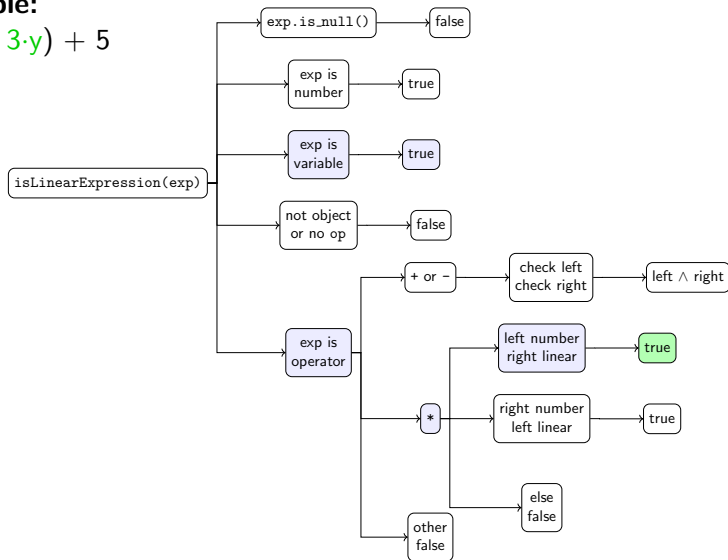 3·y) + 5
exp.is_null()
false
exp is
number
true
exp is
variable
true
isLinearExpression(exp)
not object
or no op
false
+ or -
check left
check right
left ∧ right
exp is
operator
left number
right linear
true
*
right number
left linear
true
else
false
other
false